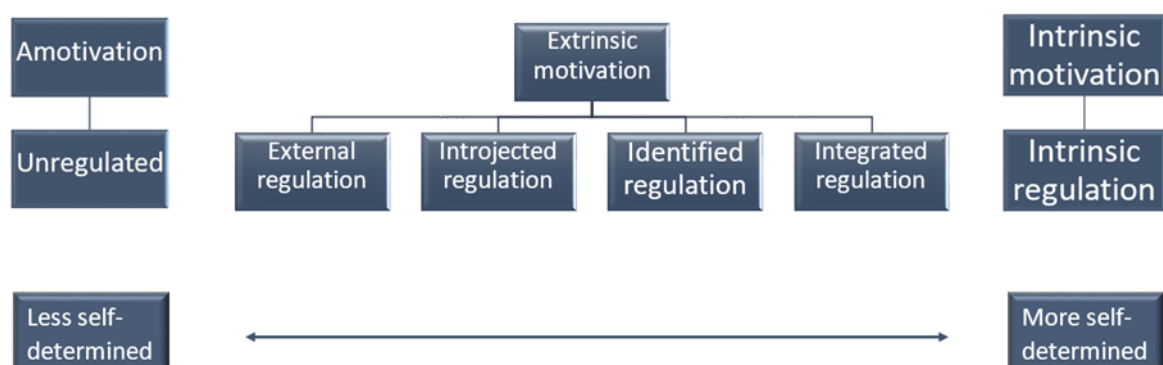 Amotivation
Extrinsic
motivation
Intrinsic
motivation
Unregulated
External
regulation
Introjected
regulation
Identified
regulation
Integrated
regulation
Intrinsic
regulation
Less self-
determined
More self-
determined